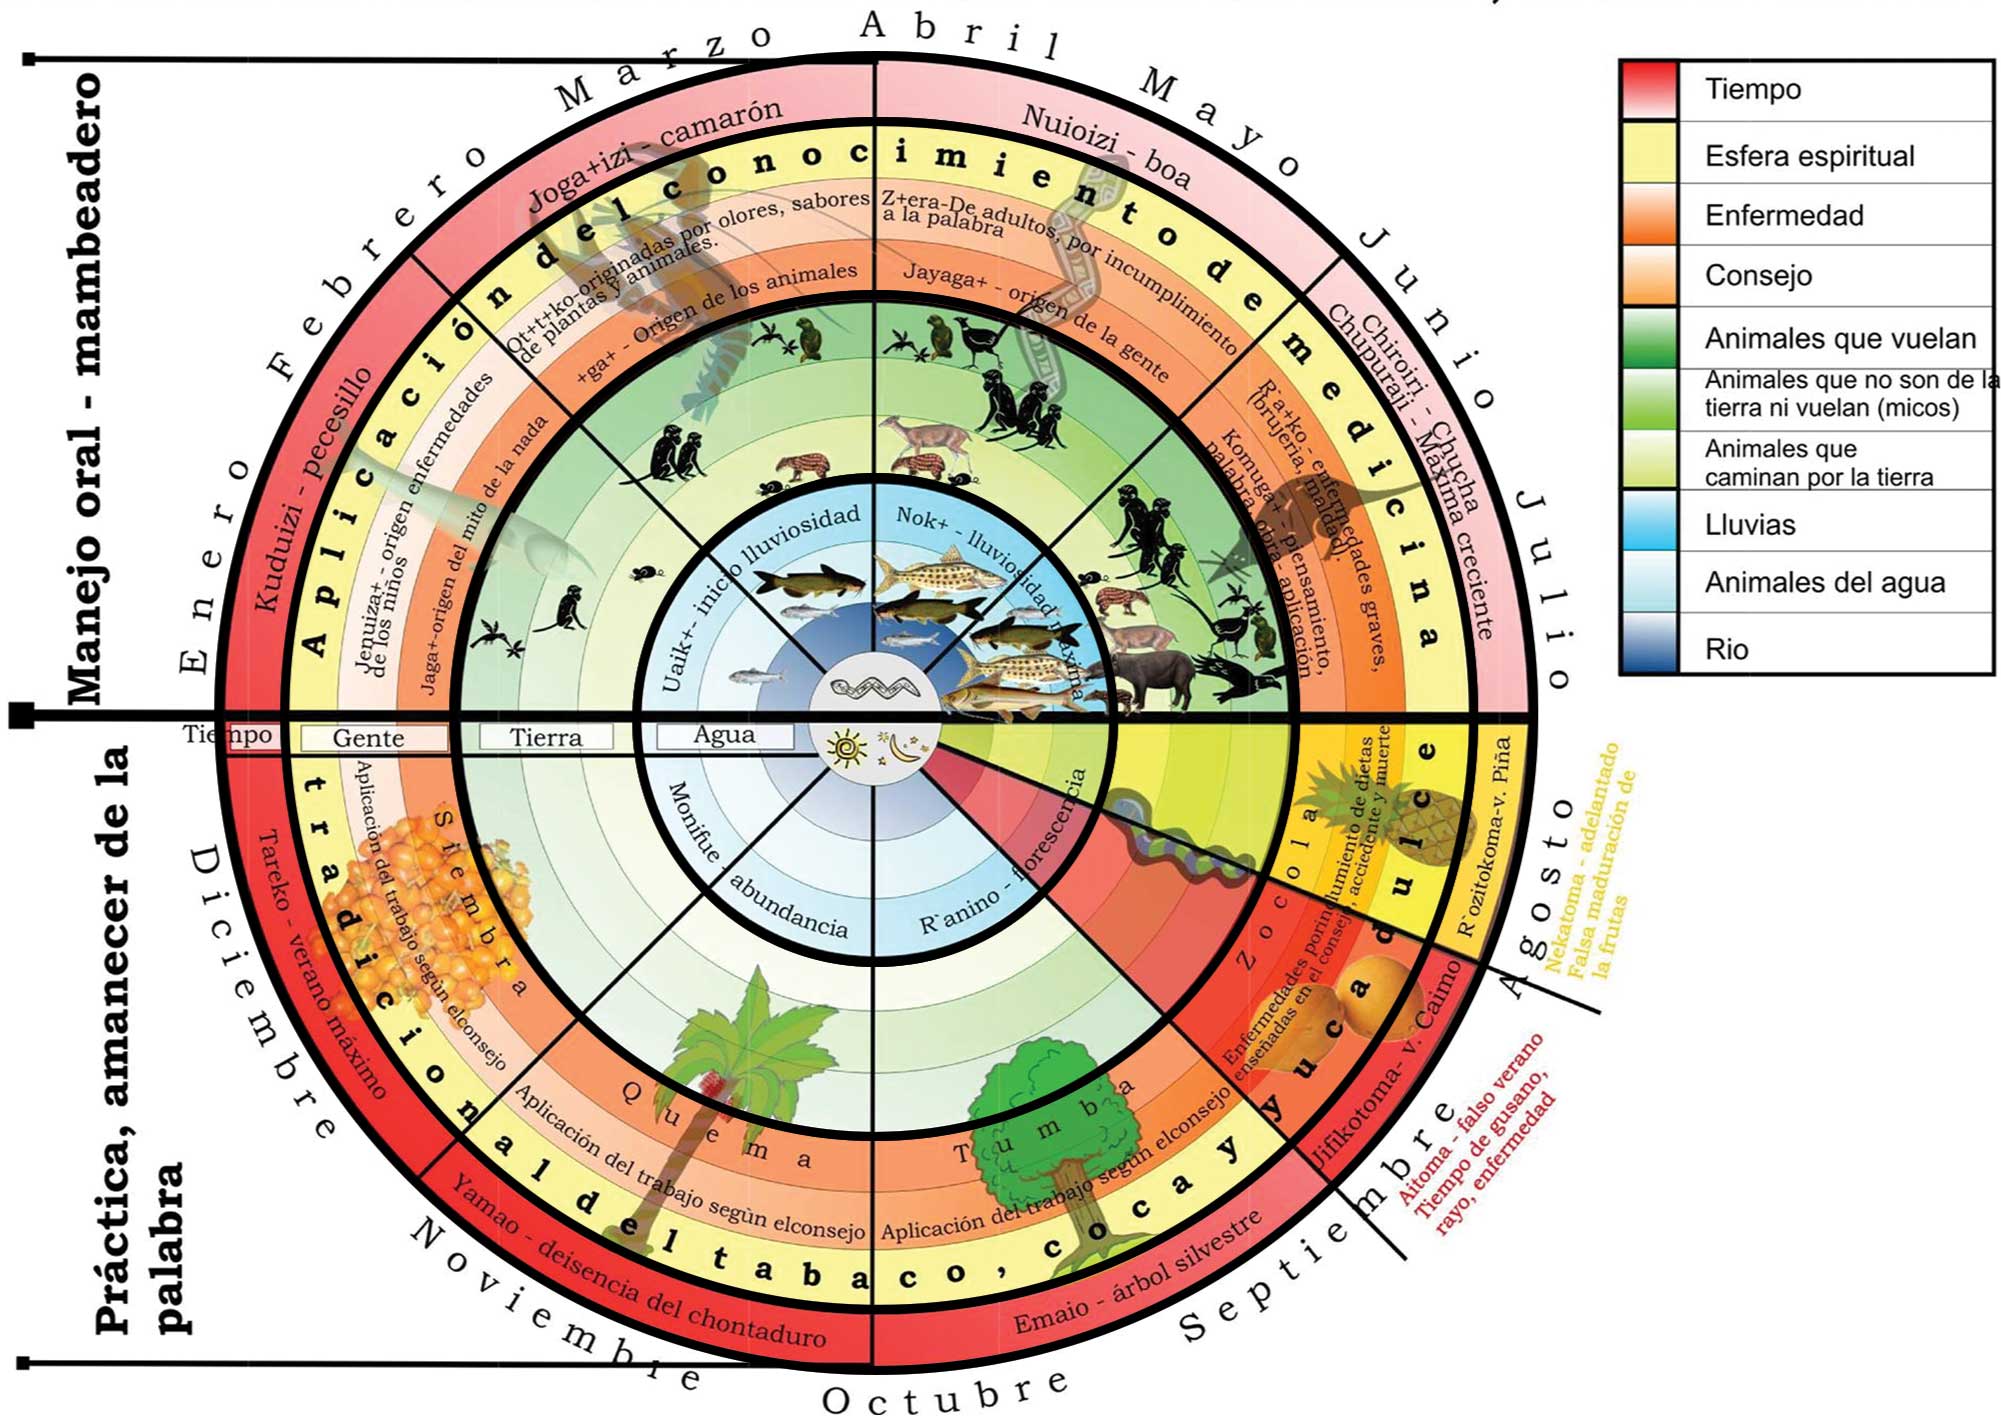 Manejo oral - mambeadero
Práctica, amanecer de la
palabra
Enero
Febrero
Marzo
Abril
Mayo
Junio
Julio
Agosto
Septiembre
Octubre
Noviembre
Diciembre
Kuduizi - pecesillo
Joga+izi - camarón
Nuioizi - boa
Chiroiri - Chucha
Chupuraji - Máxima creciente
R`ozitokoma-v. Piña
Jifikotoma- v. Caimo
Emaio - árbol silvestre
Yamao - deisencia del chontaduro
Tareko - verano máximo
Aplicación del conocimiento de medicina
tradicional del tabaco, coca y yuca dulce
Jenuiza+ - origen enfermedades
de los niños
Jaga+-origen del mito de la nada
Ot+t+ko-originadas por olores, sabores
de plantas y animales.
+ga+ - Origen de los animales
Z+era-De adultos, por incumplimiento
a la palabra
Jayaga+ - origen de la gente
R`a+ko - enfermedades graves,
(brujería, maldad).
Komuga+ - piensamiento,
palabra, obra - aplicación
Enfermedades porincumlumiento de dietas
enseñadas en el consejo, acciedente y muerte
Zocola
Aplicación del trabajo segùn elconsejo
Tumba
Aplicación del trabajo segùn elconsejo
Quema
Aplicación del trabajo segùn elconsejo
Siembra
Uaik+- inicio lluviosidad
Nok+ - lluviosidad máxima
R`anino - florescencia
Monifue - abundancia
Tiempo
Gente
Tierra
Agua
Nekatoma - adelantado
Falsa maduración de
la frutas
Aitoma - falso verano
Tiempo de gusano,
rayo, enfermedad
Tiempo
Esfera espiritual
Enfermedad
Consejo
Animales que vuelan
Animales que no son de la
tierra ni vuelan (micos)
Animales que
caminan por la tierra
Lluvias
Animales del agua
Rio